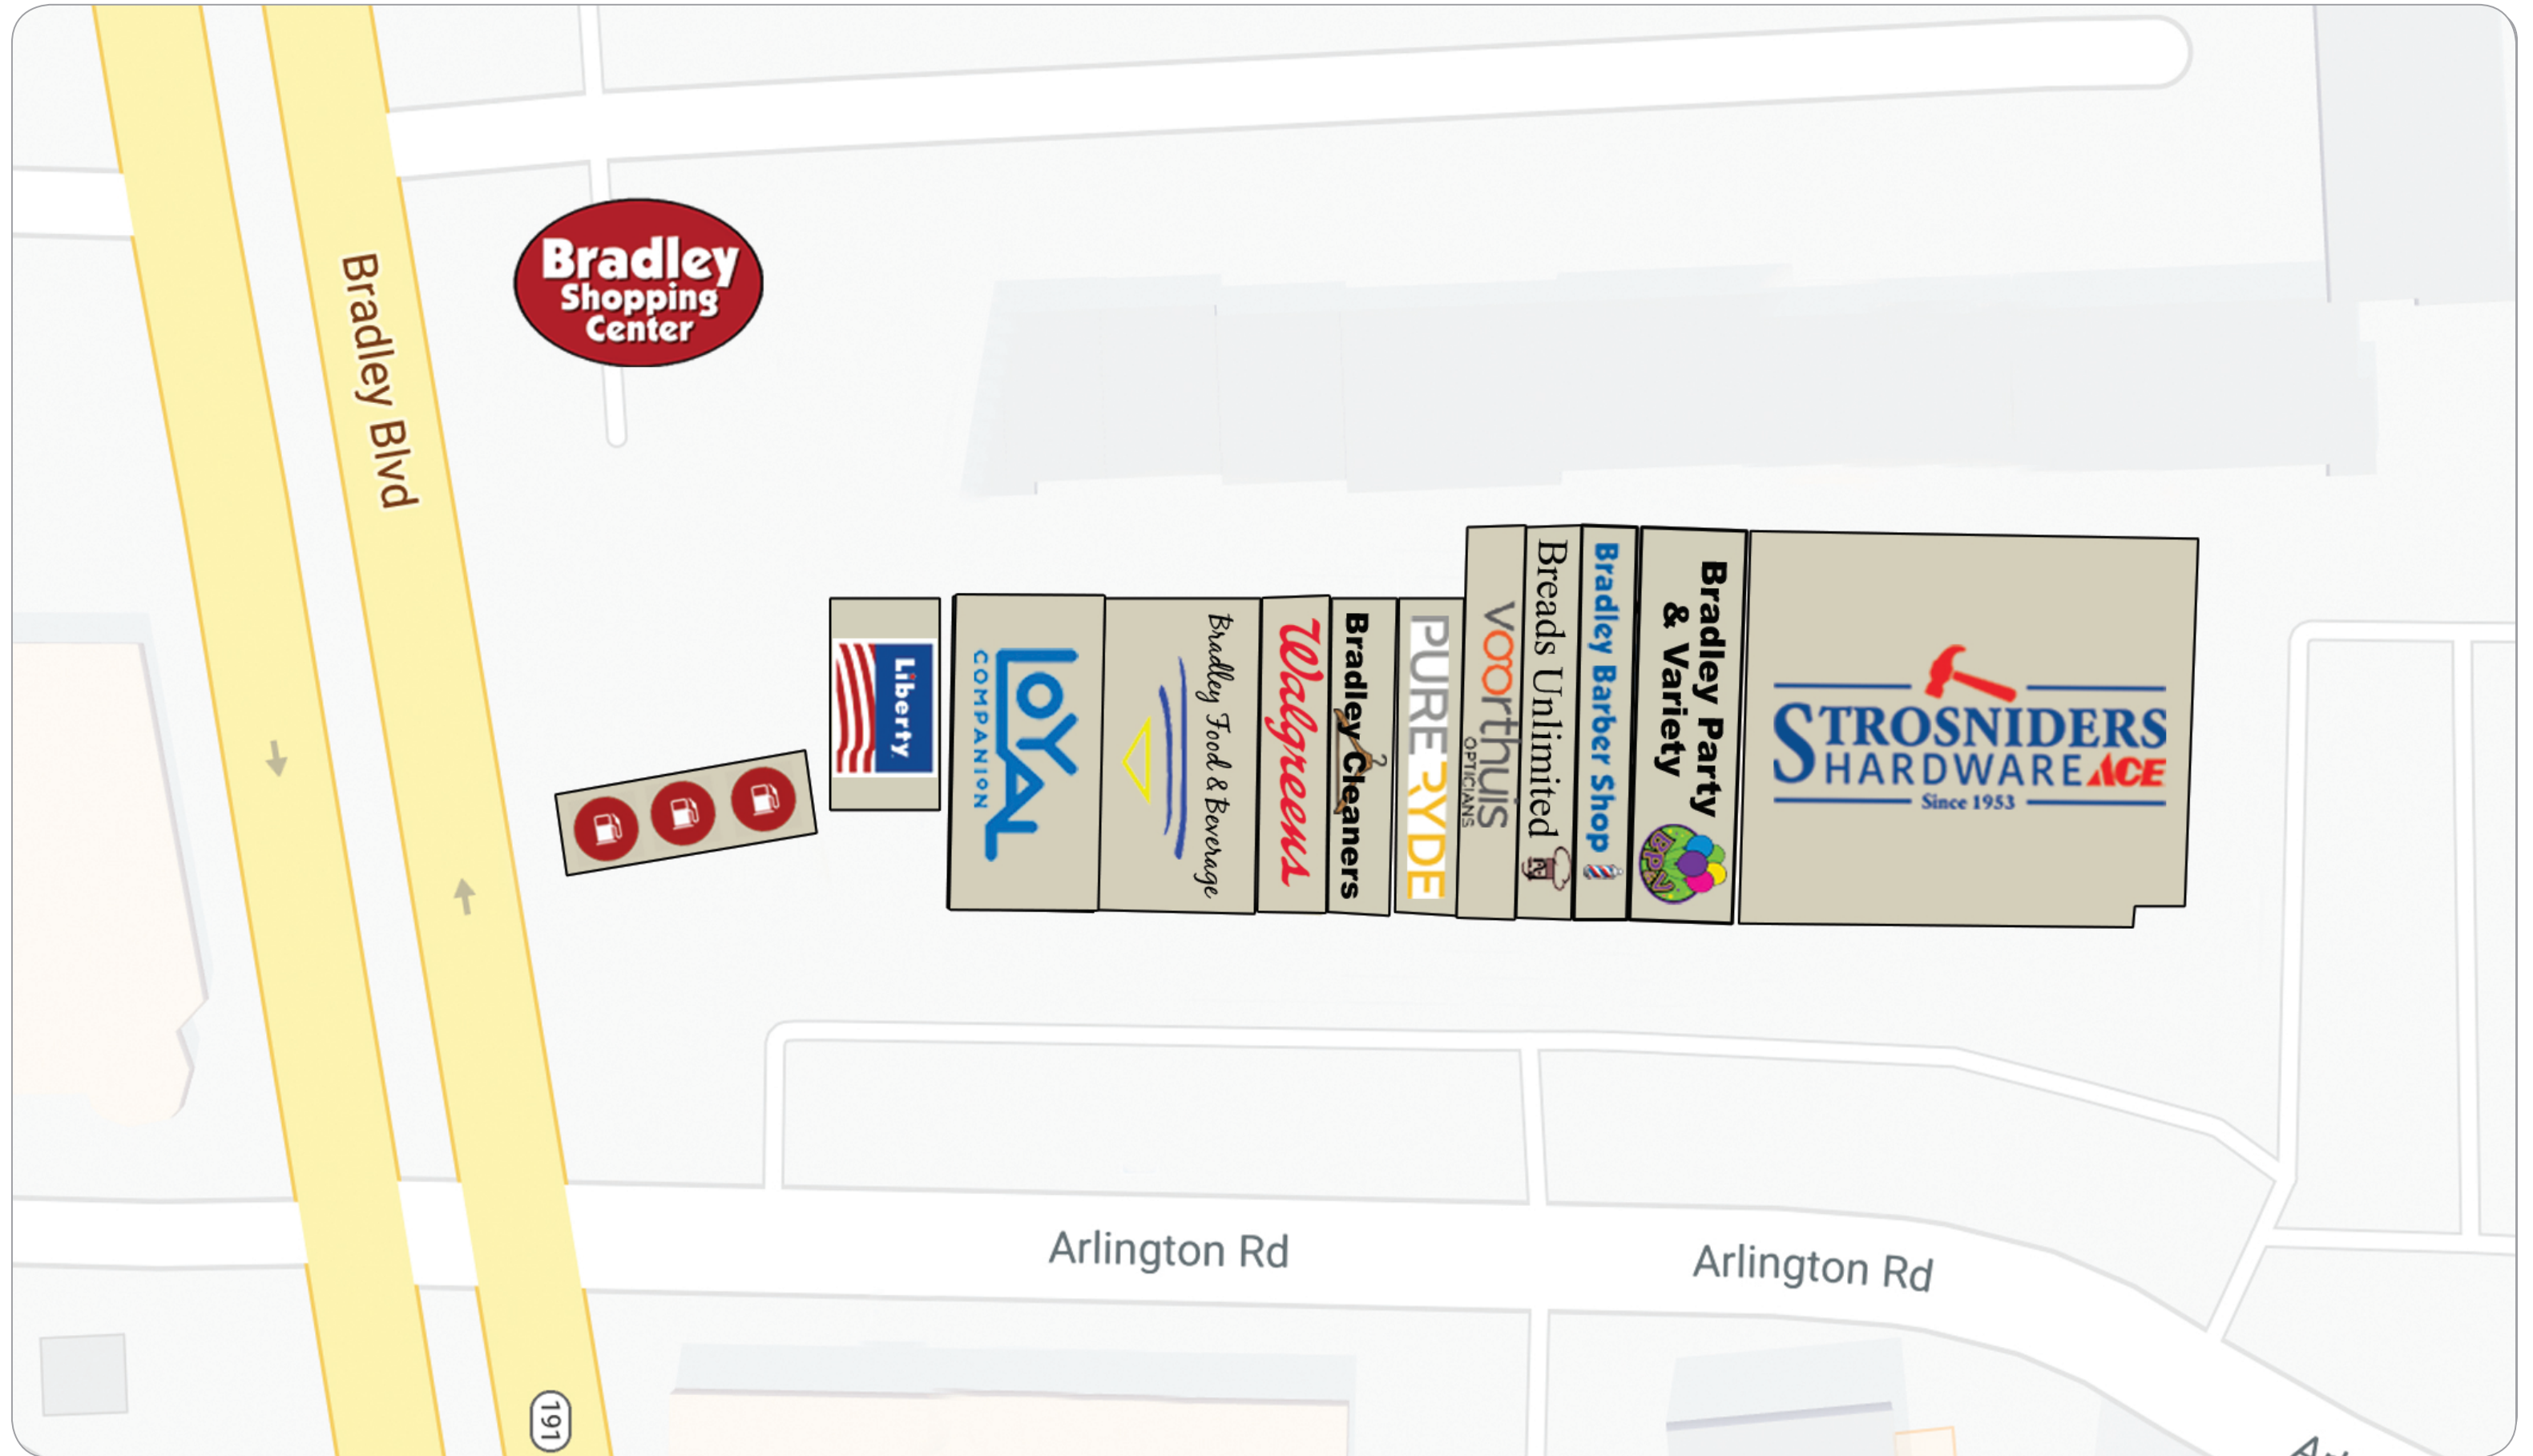 Bradley
Shopping
Center
Bradley Blvd
Liberty
LOYAL
COMPANION
Bradley Food & Beverage
Walgreens
Bradley Cleaners
PURE RYDE
Voorthuis
OPTICIANS
Breads Unlimited
Bradley Barber Shop
Bradley Party
& Variety
BPV
STROSNIDERS
HARDWARE ACE
Since 1953
Arlington Rd
Arlington Rd
191